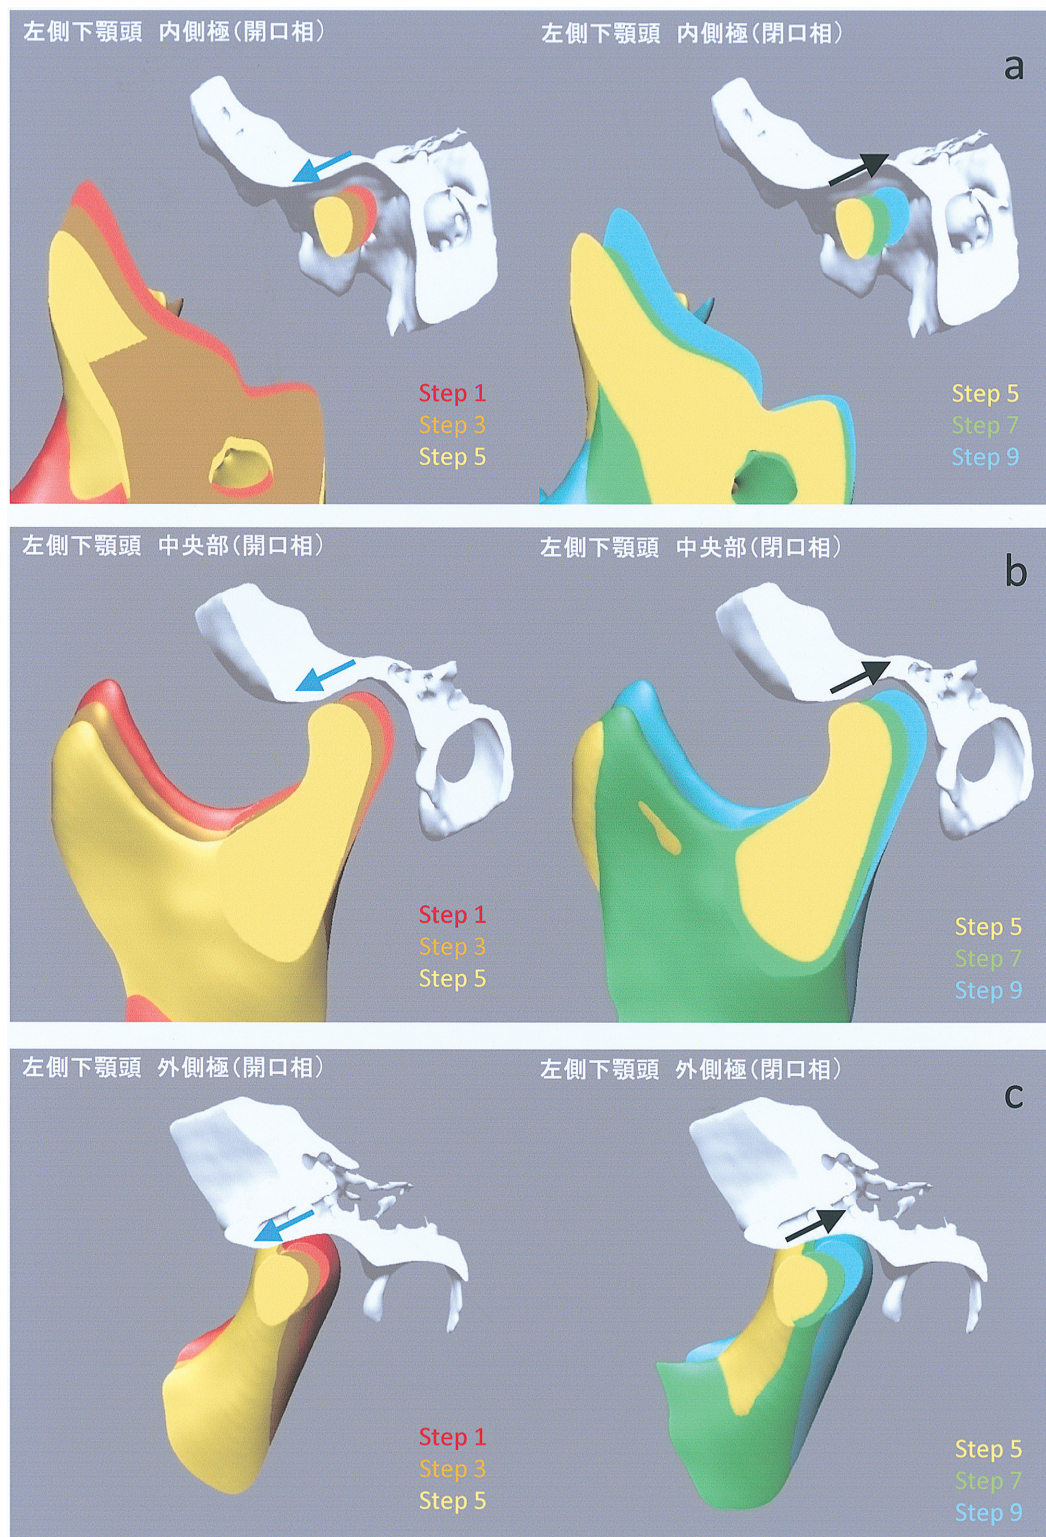 左側下顎頭 内側極(開口相)
左側下顎頭 内側極(閉口相)
a
Step 1
Step 3
Step 5
Step 5
Step 7
Step 9
左側下顎頭 中央部(開口相)
左側下顎頭 中央部(閉口相)
b
Step 1
Step 3
Step 5
Step 5
Step 7
Step 9
左側下顎頭 外側極(開口相)
左側下顎頭 外側極(閉口相)
c
Step 1
Step 3
Step 5
Step 5
Step 7
Step 9